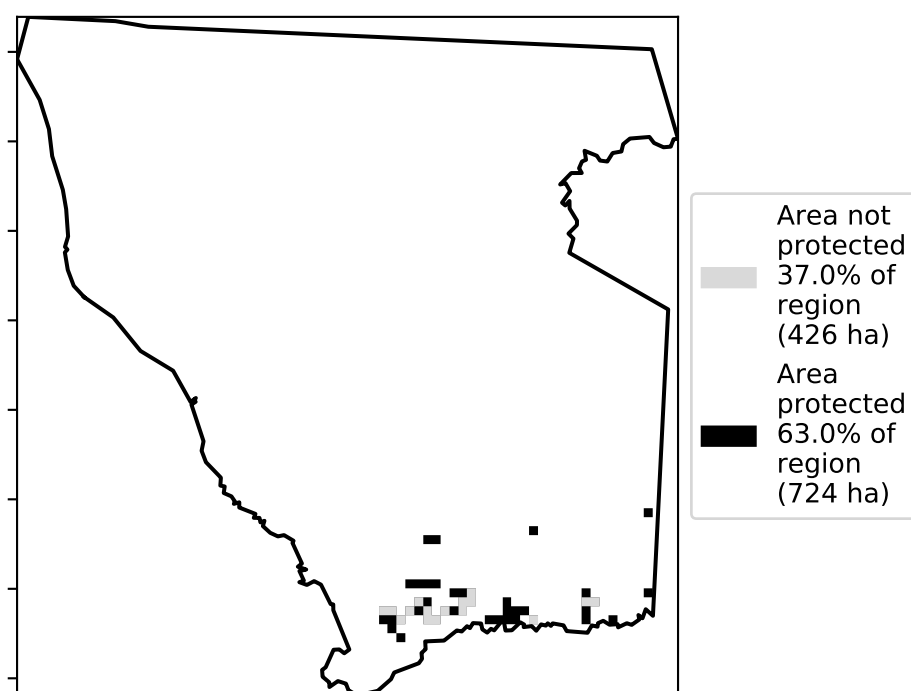 Area not
protected
37.0% of
region
(426 ha)
Area
protected
63.0% of
region
(724 ha)